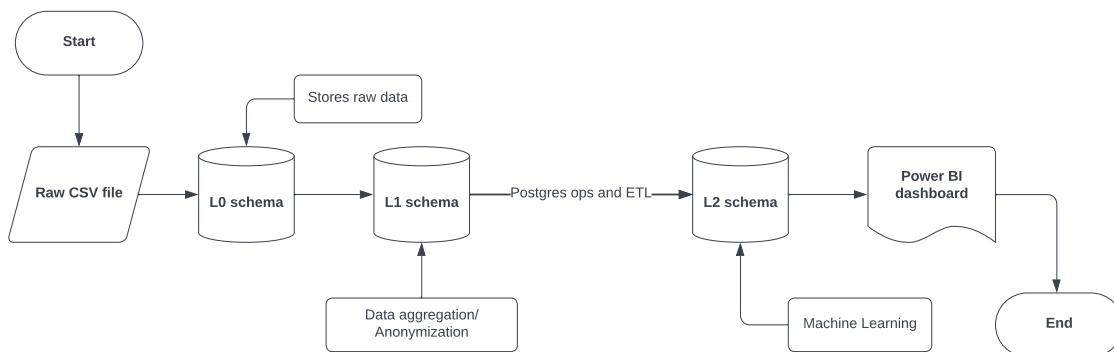 Start
Stores raw data
Raw CSV file
L0 schema
L1 schema
Postgres ops and ETL
L2 schema
Power BI
dashboard
Data aggregation/
Anonymization
Machine Learning
End